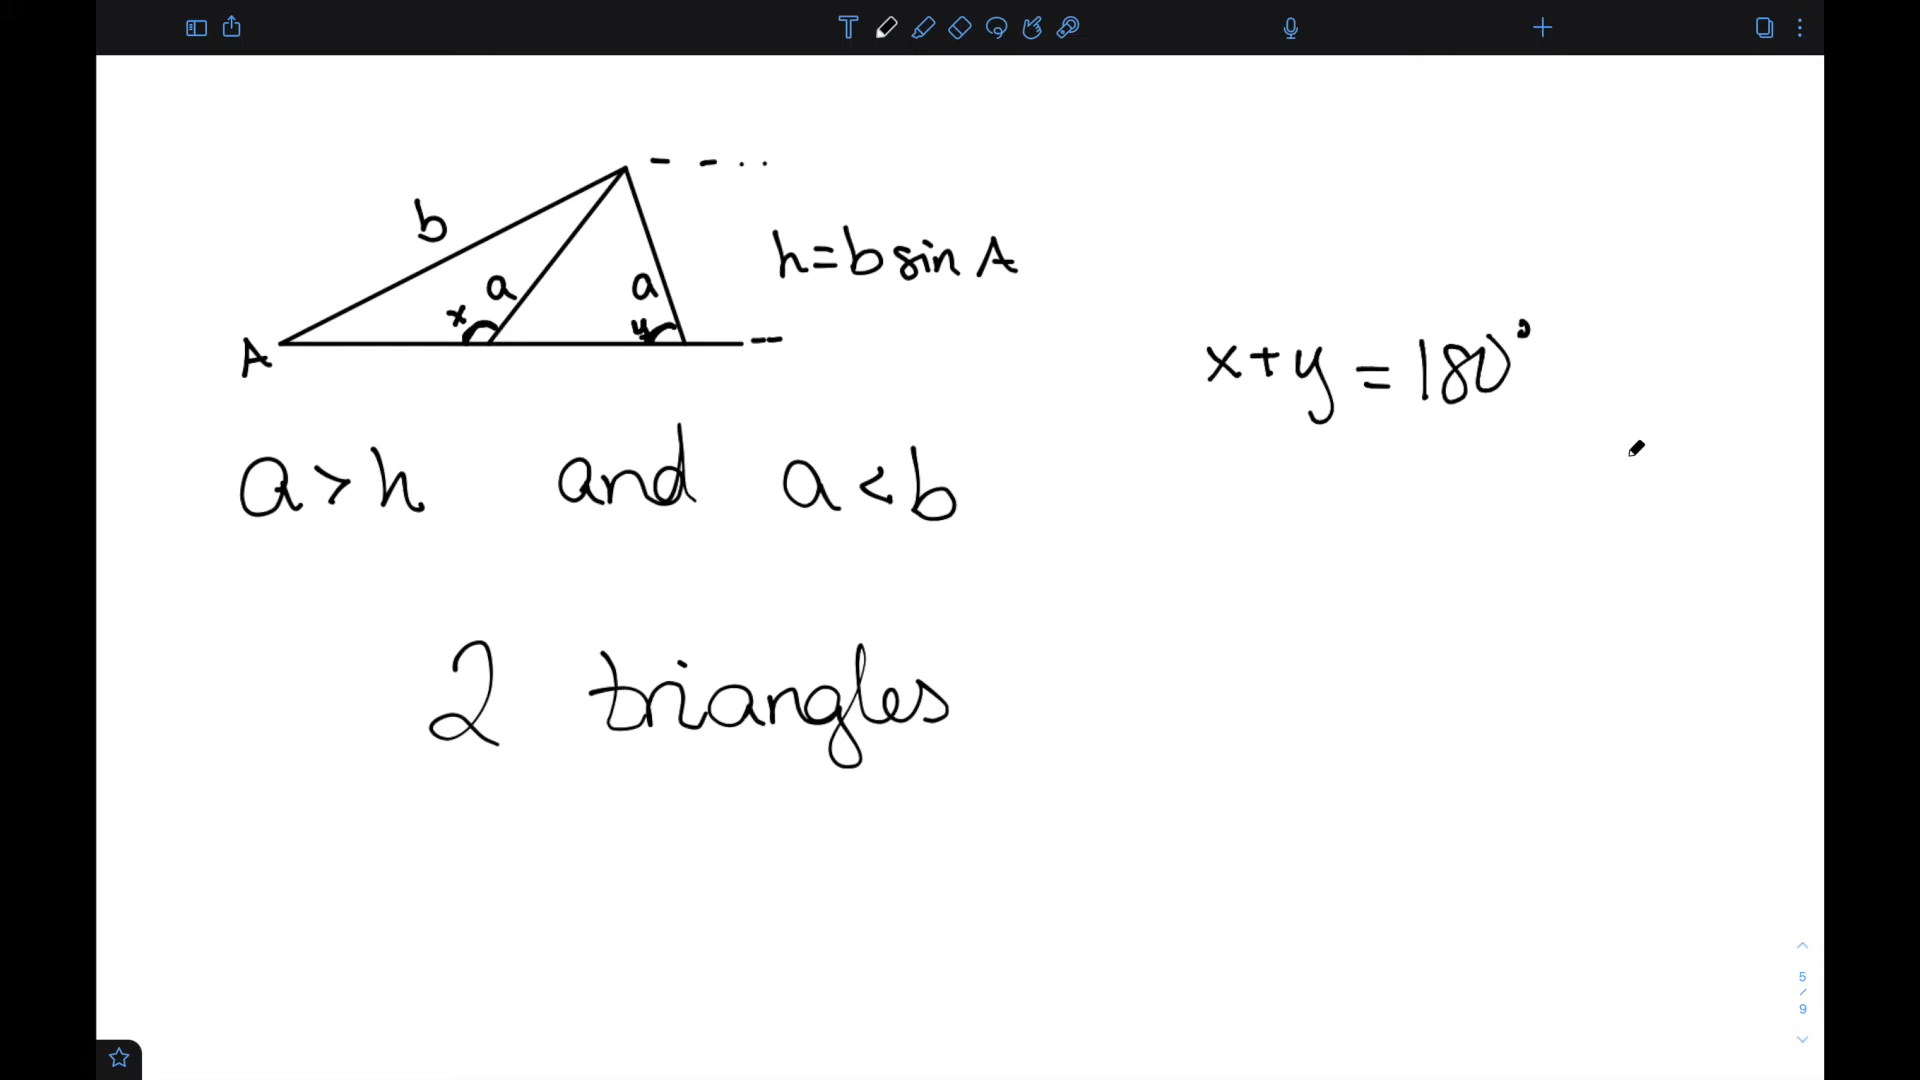 b
h=b sin A
a
a
x
y
A
x+y = 180°
a>h and a<b
2 triangles
5
/
9